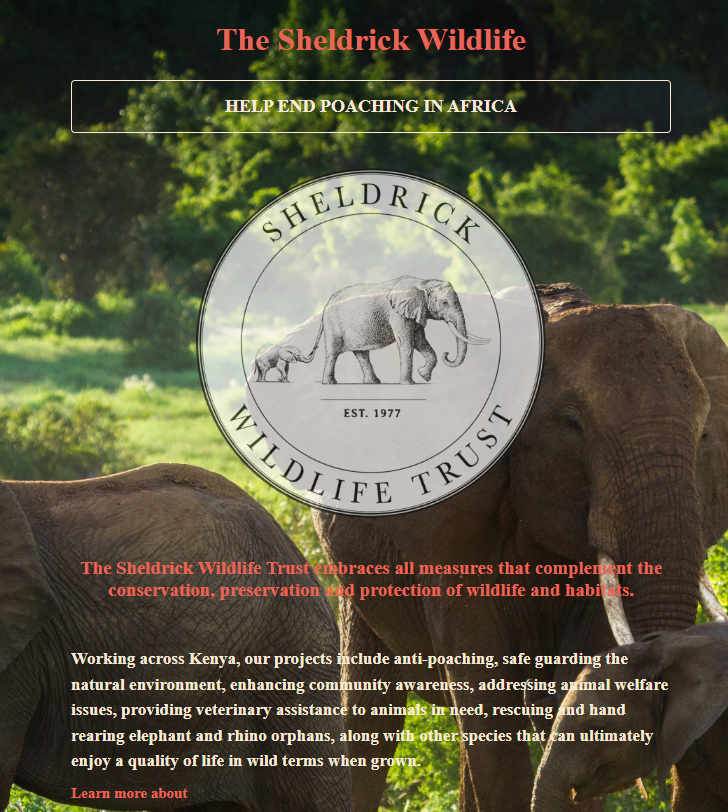 The Sheldrick Wildlife
HELP END POACHING IN AFRICA
SHELDRICK
EST. 1977
WILDLIFE TRUST
The Sheldrick Wildlife Trust embraces all measures that complement the
conservation, preservation and protection of wildlife and habitats.
Working across Kenya, our projects include anti-poaching, safe guarding the
natural environment, enhancing community awareness, addressing animal welfare
issues, providing veterinary assistance to animals in need, rescuing and hand
rearing elephant and rhino orphans, along with other species that can ultimately
enjoy a quality of life in wild terms when grown.
Learn more about